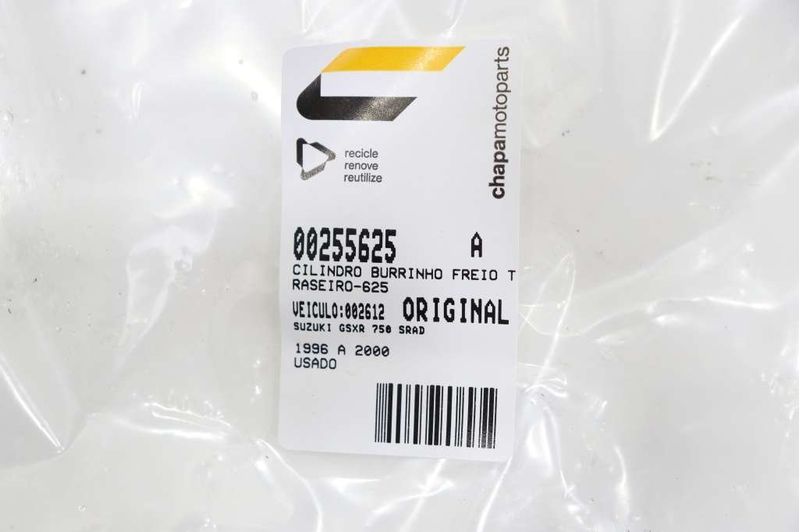 chapamotoparts
recicle
renove
reutilize
00255625 A
CILINDRO BURRINHO FREIO T
RASEIRO-625
VEICULO:002612 ORIGINAL
SUZUKI GSXR 750 SRAD
1996 A 2000
USADO